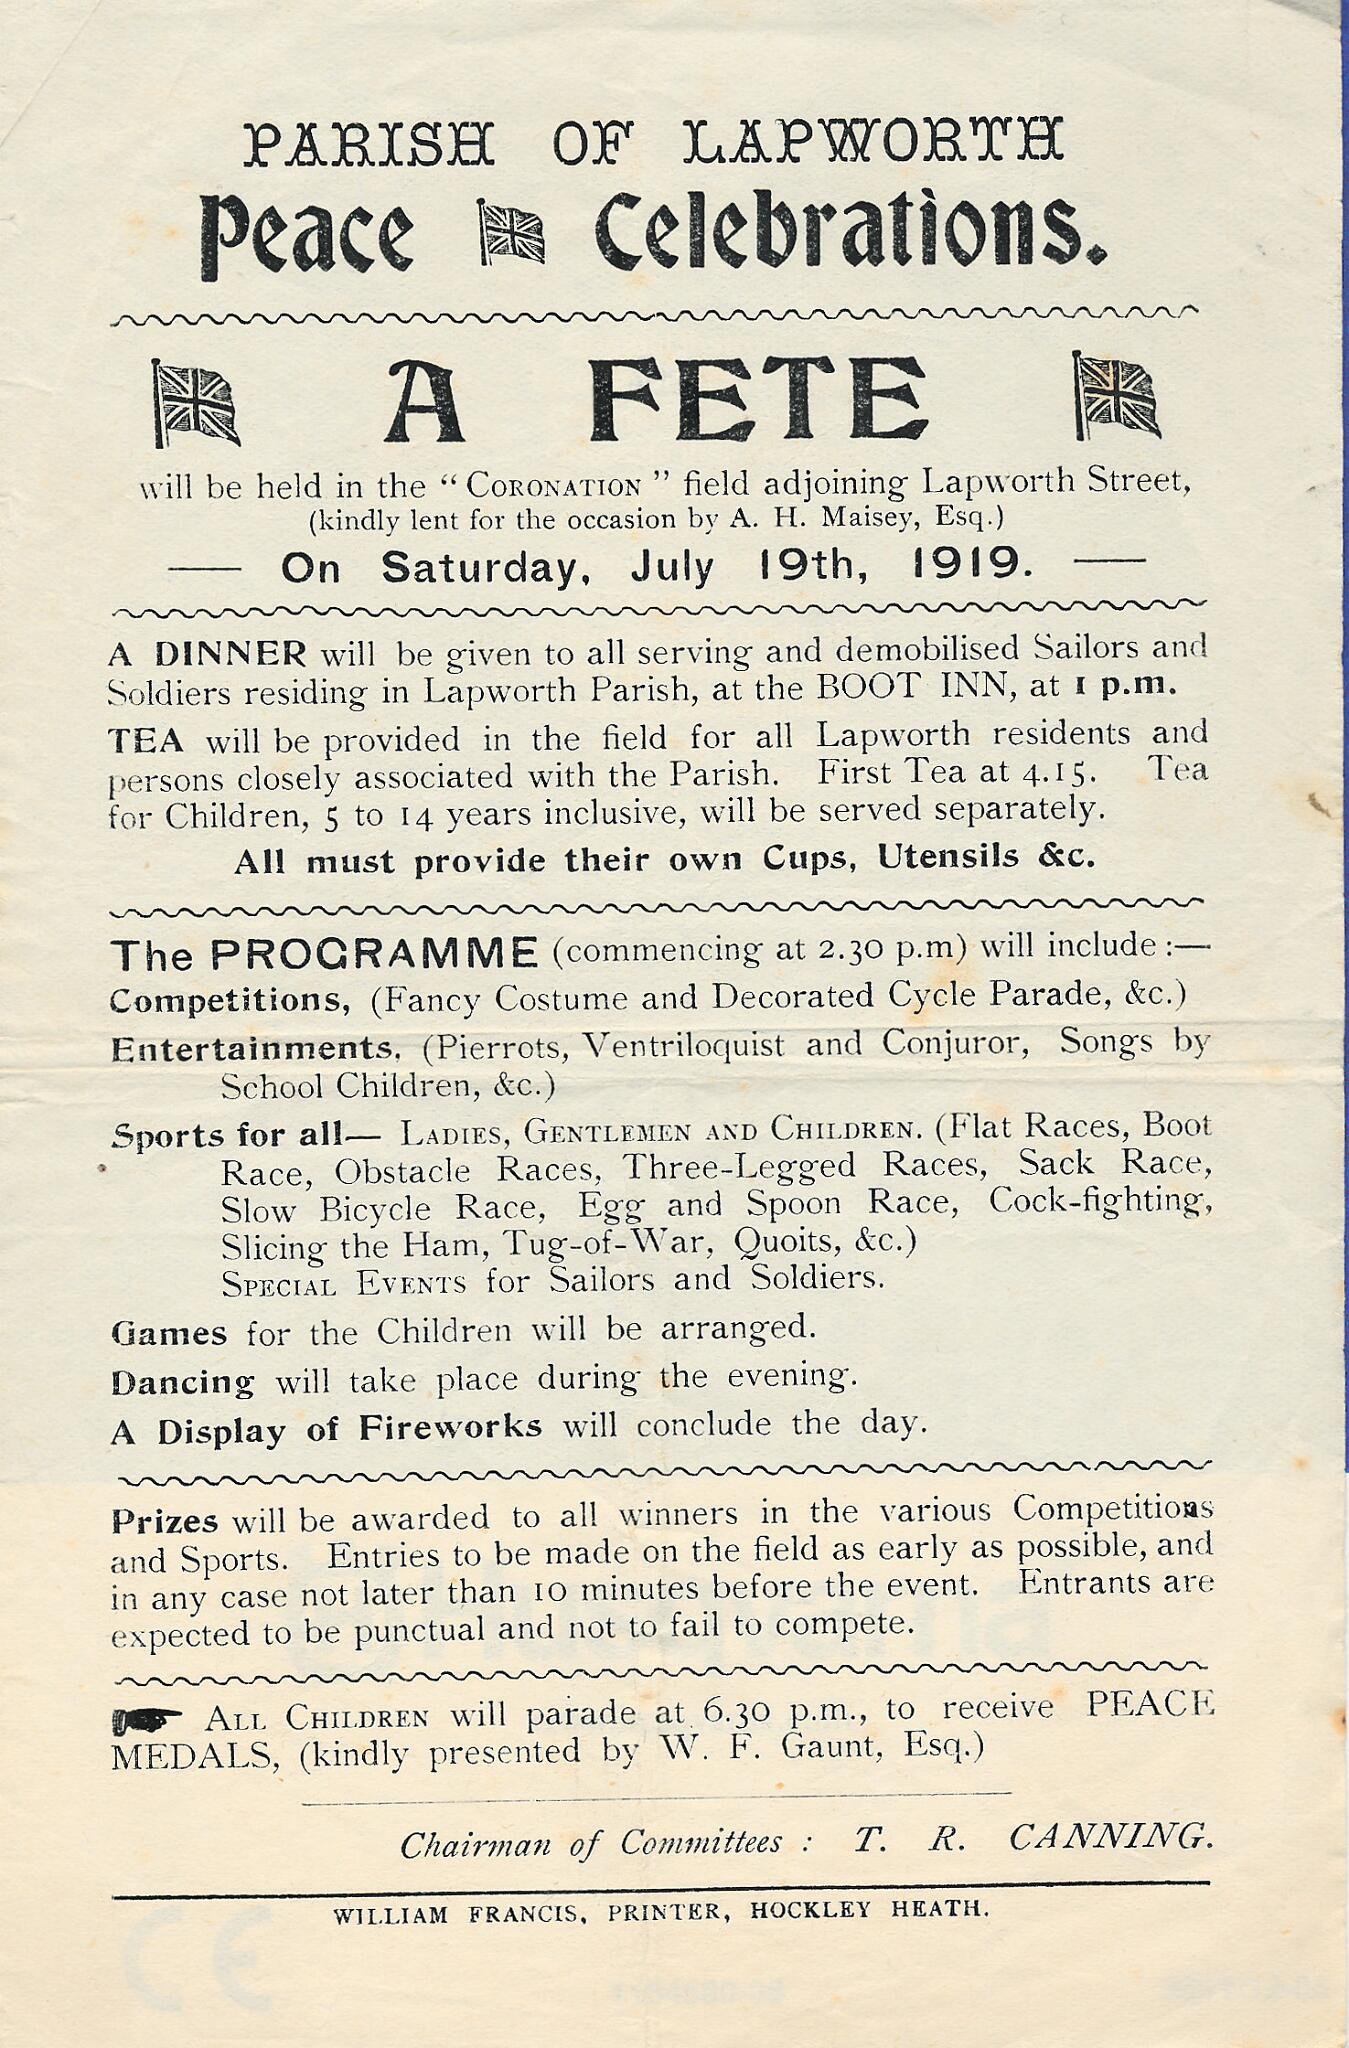 PARISH OF LAPWORTH
Peace Celebrations.
A FETE
will be held in the “ CORONATION ” field adjoining Lapworth Street,
(kindly lent for the occasion by A. H. Maisey, Esq.)
— On Saturday, July 19th, 1919. —
A DINNER will be given to all serving and demobilised Sailors and
Soldiers residing in Lapworth Parish, at the BOOT INN, at 1 p.m.
TEA will be provided in the field for all Lapworth residents and
persons closely associated with the Parish. First Tea at 4.15. Tea
for Children, 5 to 14 years inclusive, will be served separately.
All must provide their own Cups, Utensils &c.
The PROGRAMME (commencing at 2.30 p.m) will include :—
Competitions, (Fancy Costume and Decorated Cycle Parade, &c.)
Entertainments, (Pierrots, Ventriloquist and Conjuror, Songs by
School Children, &c.)
Sports for all— LADIES, GENTLEMEN AND CHILDREN. (Flat Races, Boot
Race, Obstacle Races, Three-Legged Races, Sack Race,
Slow Bicycle Race, Egg and Spoon Race, Cock-fighting,
Slicing the Ham, Tug-of-War, Quoits, &c.)
SPECIAL EVENTS for Sailors and Soldiers.
Games for the Children will be arranged.
Dancing will take place during the evening.
A Display of Fireworks will conclude the day.
Prizes will be awarded to all winners in the various Competitions
and Sports. Entries to be made on the field as early as possible, and
in any case not later than 10 minutes before the event. Entrants are
expected to be punctual and not to fail to compete.
ALL CHILDREN will parade at 6.30 p.m., to receive PEACE
MEDALS, (kindly presented by W. F. Gaunt, Esq.)
Chairman of Committees : T. R. CANNING.
WILLIAM FRANCIS, PRINTER, HOCKLEY HEATH.